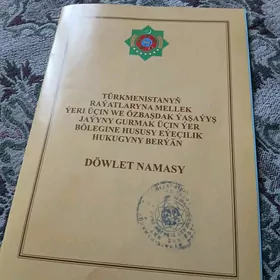 TÜRKMENISTANYŇ
RAÝATLARYNA MELLEK
ÝERI ÜÇIN WE ÖZBAŞDAK ÝAŞAÝYŞ
JAÝYNY GURMAK ÜÇIN ÝER
BÖLEGINE HUSUSY EÝEÇILIK
HUKUGYNY BERÝÄN
DÖWLET NAMASY